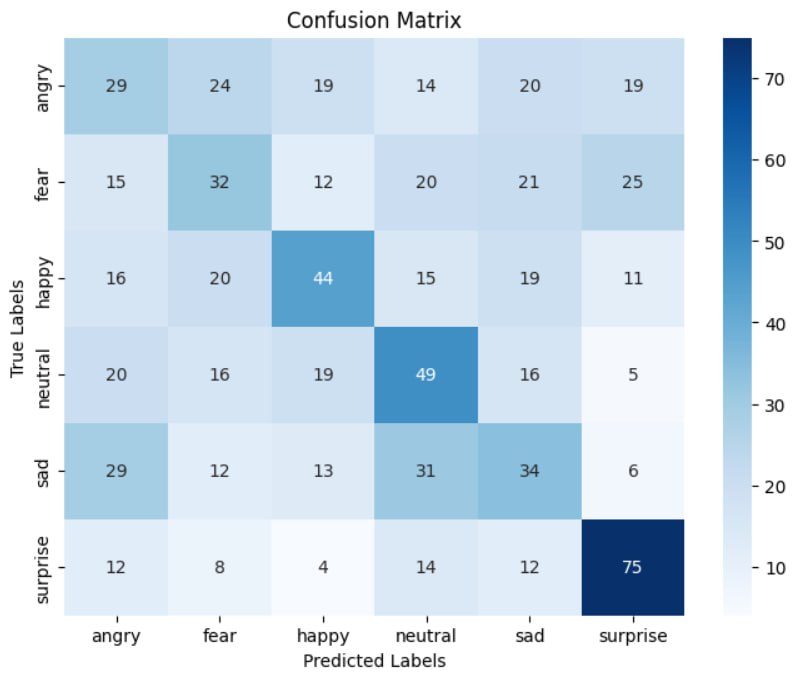 Confusion Matrix
True Labels
angry 29 24 19 14 20 19
fear 15 32 12 20 21 25
happy 16 20 44 15 19 11
neutral 20 16 19 49 16 5
sad 29 12 13 31 34 6
surprise 12 8 4 14 12 75
angry fear happy neutral sad surprise
Predicted Labels
70
60
50
40
30
20
10